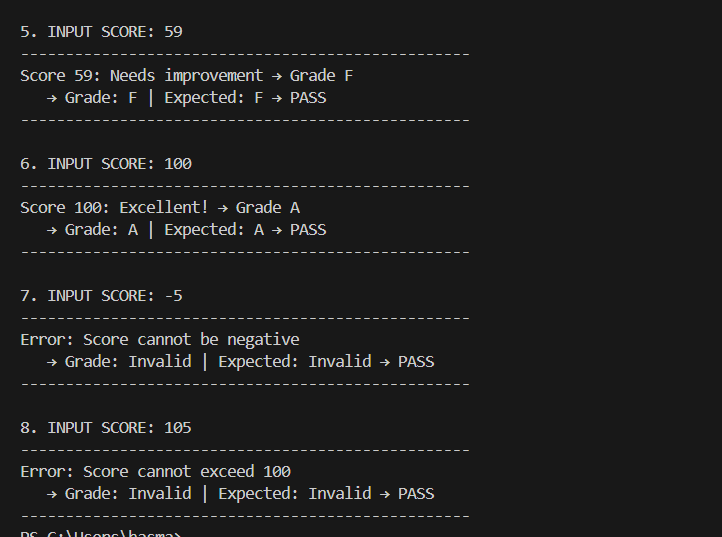 5. INPUT SCORE: 59
--------------------------------------------------
Score 59: Needs improvement → Grade F
   → Grade: F | Expected: F → PASS
--------------------------------------------------
6. INPUT SCORE: 100
--------------------------------------------------
Score 100: Excellent! → Grade A
   → Grade: A | Expected: A → PASS
--------------------------------------------------
7. INPUT SCORE: -5
--------------------------------------------------
Error: Score cannot be negative
   → Grade: Invalid | Expected: Invalid → PASS
--------------------------------------------------
8. INPUT SCORE: 105
--------------------------------------------------
Error: Score cannot exceed 100
   → Grade: Invalid | Expected: Invalid → PASS
--------------------------------------------------
PS C:\Users\basma>